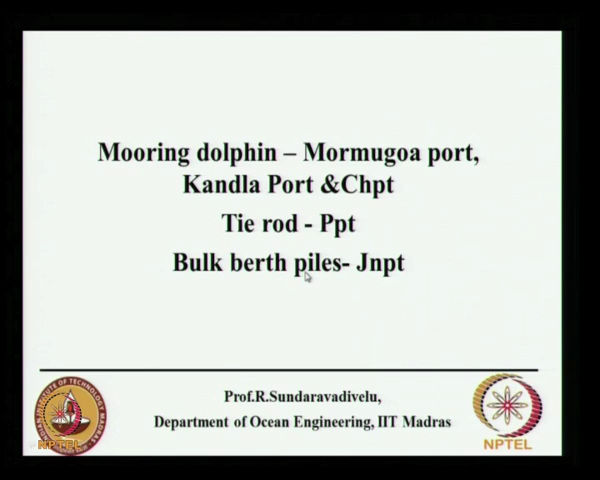 Mooring dolphin – Mormugoa port,
Kandla Port &Chpt
Tie rod - Ppt
Bulk berth piles- Jnpt
Prof.R.Sundaravadivelu,
Department of Ocean Engineering, IIT Madras
NPTEL
NPTEL